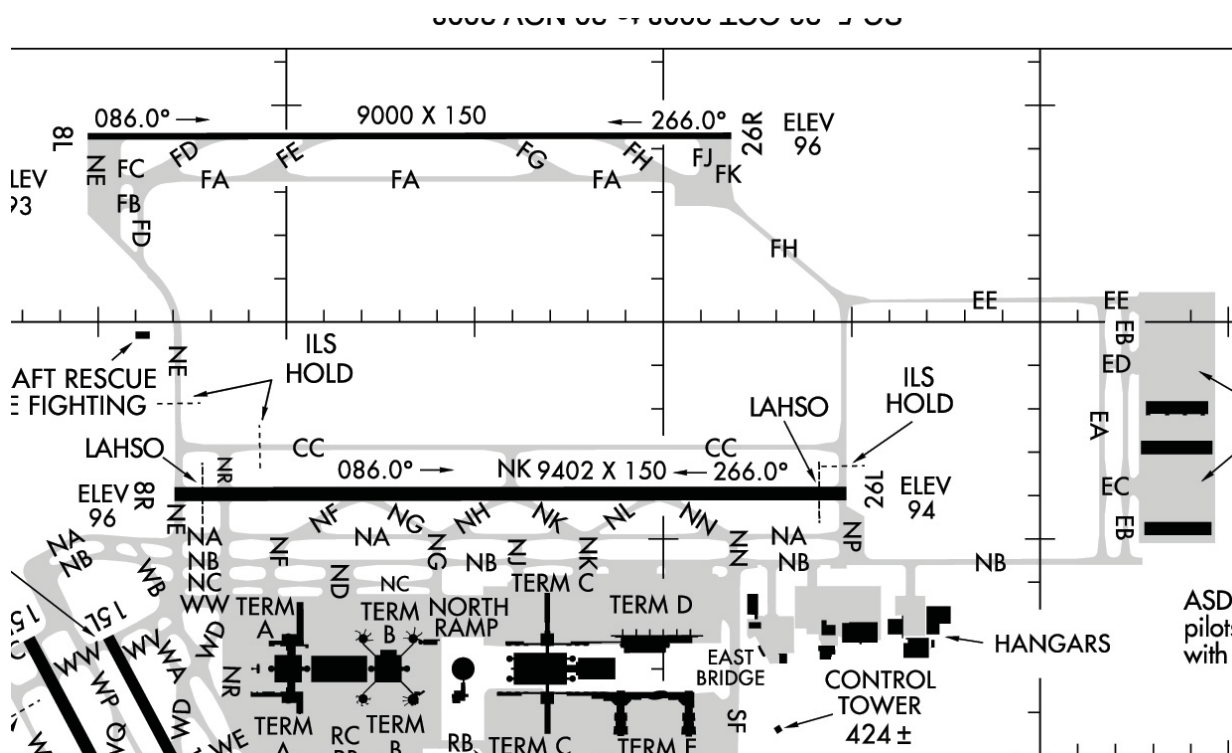 086.0°
9000 X 150
266.0°
8L
26R
ELEV
96
NE
FC
FD
FE
FG
FH
FJ
FK
FA
FA
FA
FB
FD
FH
EE
EE
EB
ED
NE
ILS
HOLD
LAHSO
LAHSO
ILS
HOLD
EA
CC
CC
NR
086.0°
NK 9402 X 150
266.0°
8R
26L
ELEV
96
ELEV
94
EC
EB
NE
NA
NB
NA
NB
NC
WW
WB
NF
NG
NH
NK
NL
NN
NA
NA
NP
NF
NG
NB
NJ
NK
NN
NB
NB
ND
NC
TERM
A
TERM
B
NORTH
RAMP
TERM C
TERM D
15L
WW
WV
WA
WD
NR
WP
WD
WE
EAST
BRIDGE
HANGARS
CONTROL
TOWER
424 ±
SF
TERM
TERM
RC
RB
TERM C
TERM E